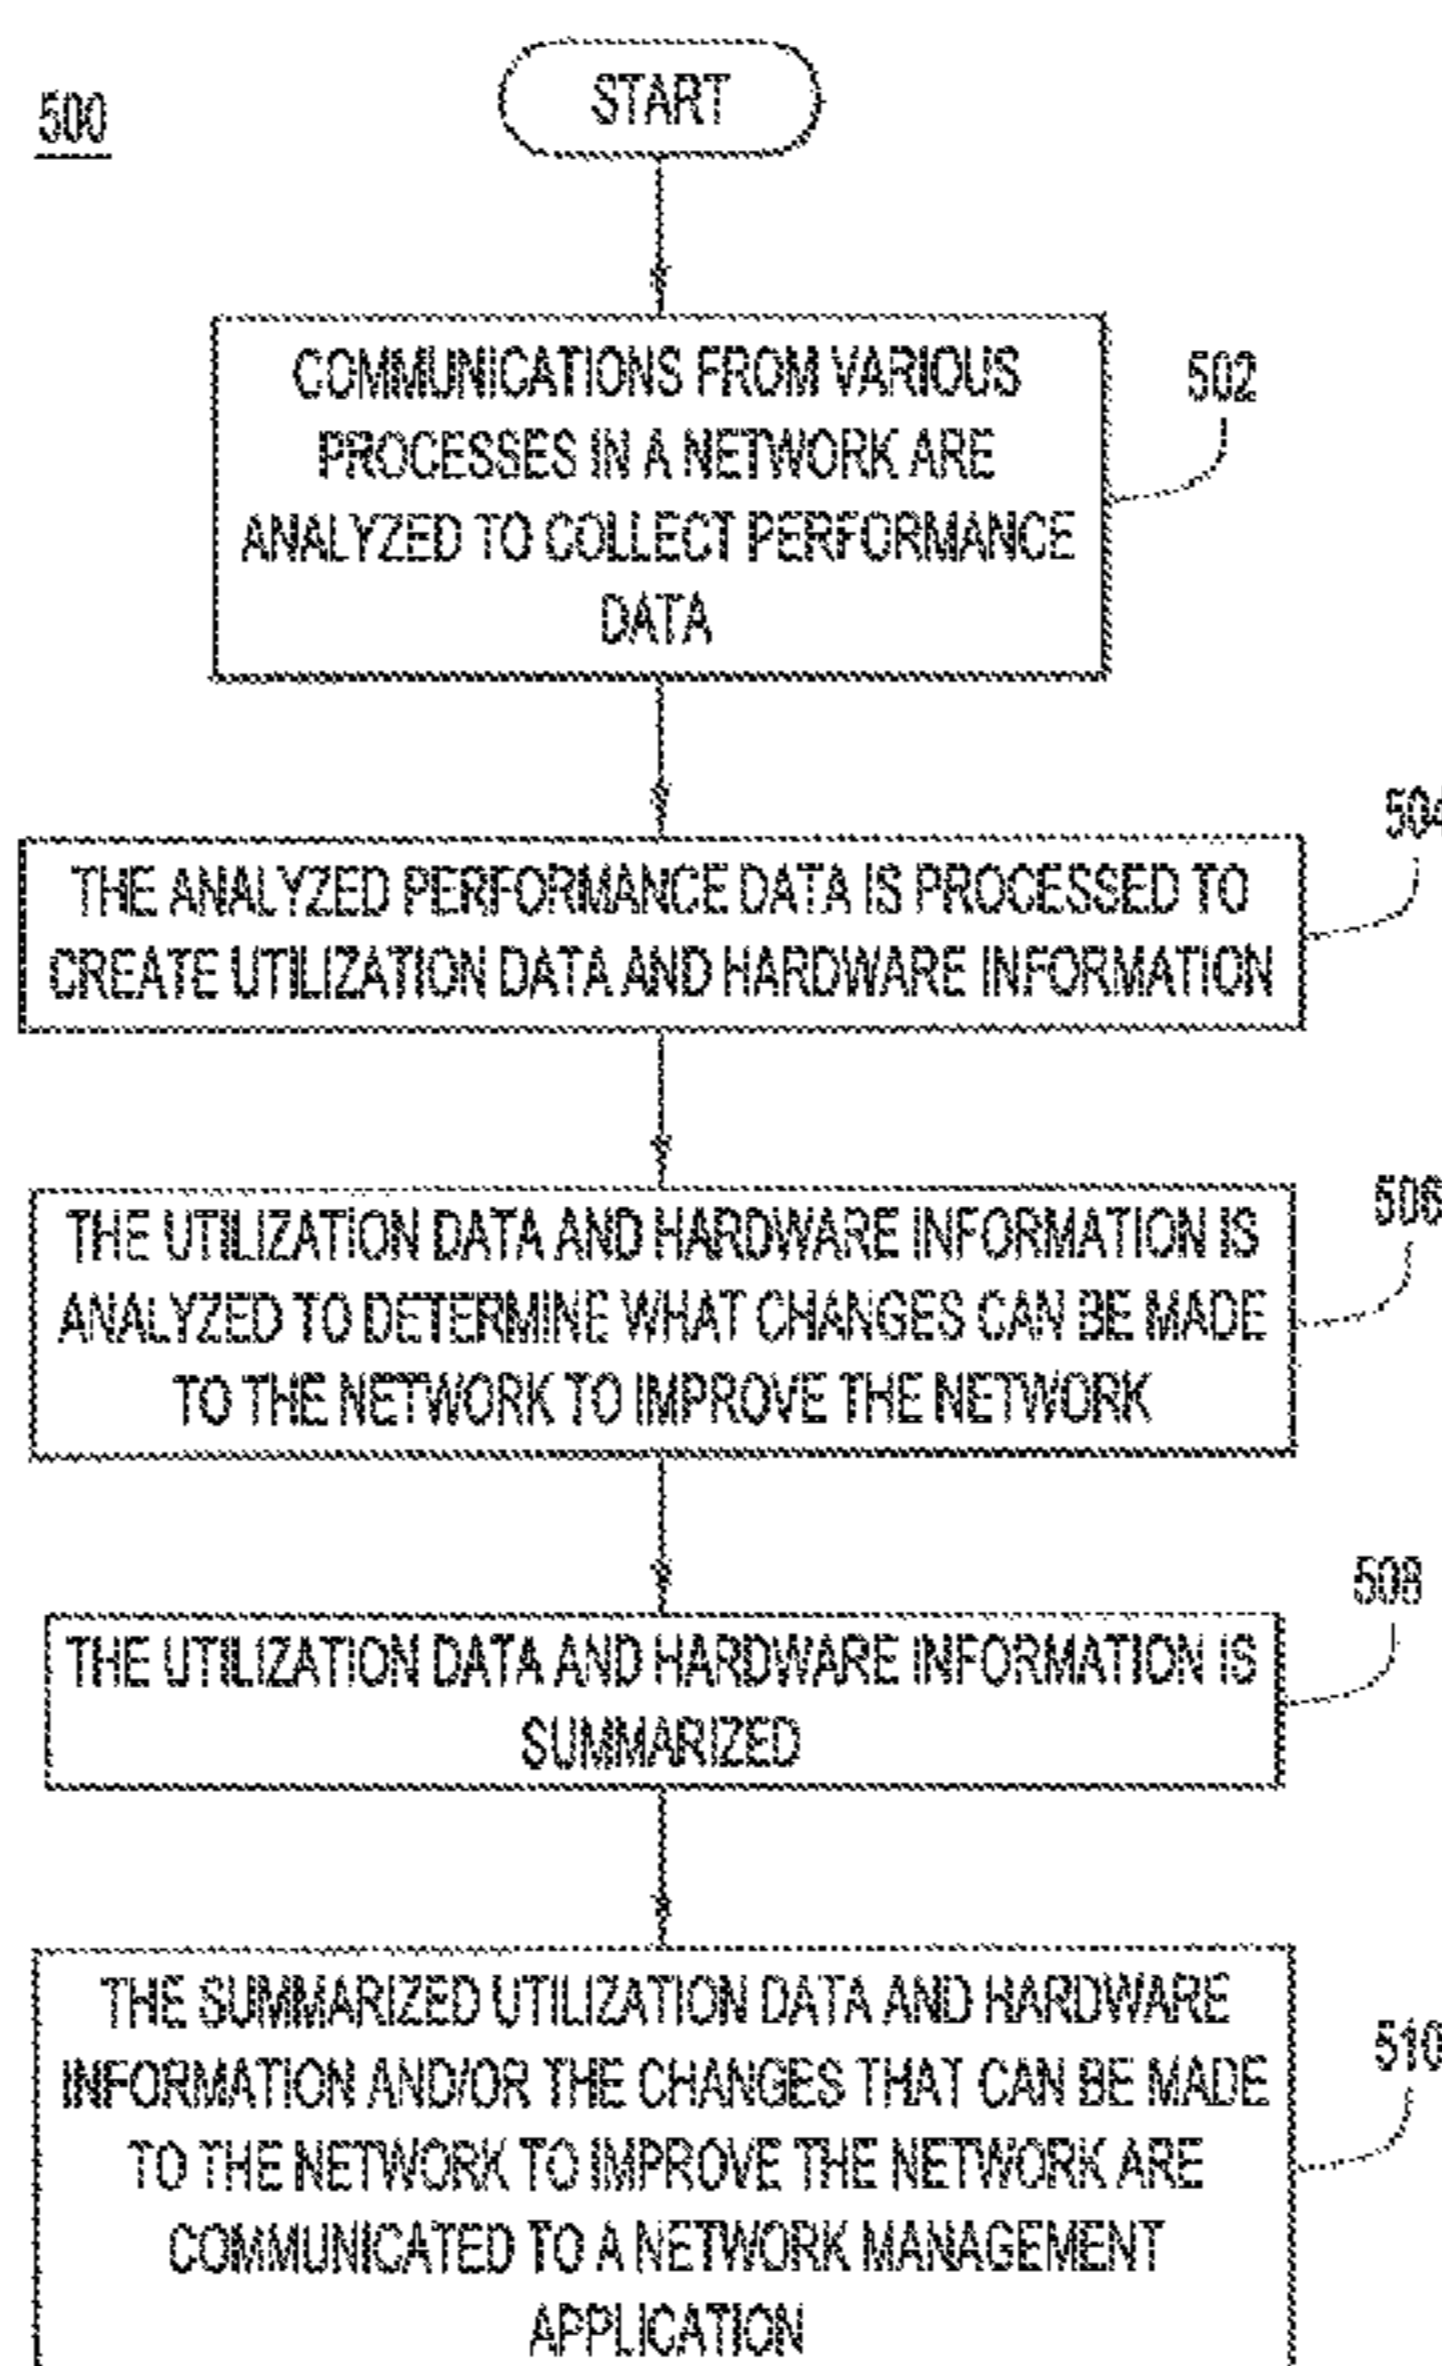 START
500
COMMUNICATIONS FROM VARIOUS
PROCESSES IN A NETWORK ARE
ANALYZED TO COLLECT PERFORMANCE
DATA
502
504
THE ANALYZED PERFORMANCE DATA IS PROCESSED TO
CREATE UTILIZATION DATA AND HARDWARE INFORMATION
506
THE UTILIZATION DATA AND HARDWARE INFORMATION IS
ANALYZED TO DETERMINE WHAT CHANGES CAN BE MADE
TO THE NETWORK TO IMPROVE THE NETWORK
508
THE UTILIZATION DATA AND HARDWARE INFORMATION IS
SUMMARIZED
THE SUMMARIZED UTILIZATION DATA AND HARDWARE
INFORMATION AND/OR THE CHANGES THAT CAN BE MADE
TO THE NETWORK TO IMPROVE THE NETWORK ARE
COMMUNICATED TO A NETWORK MANAGEMENT
APPLICATION
510